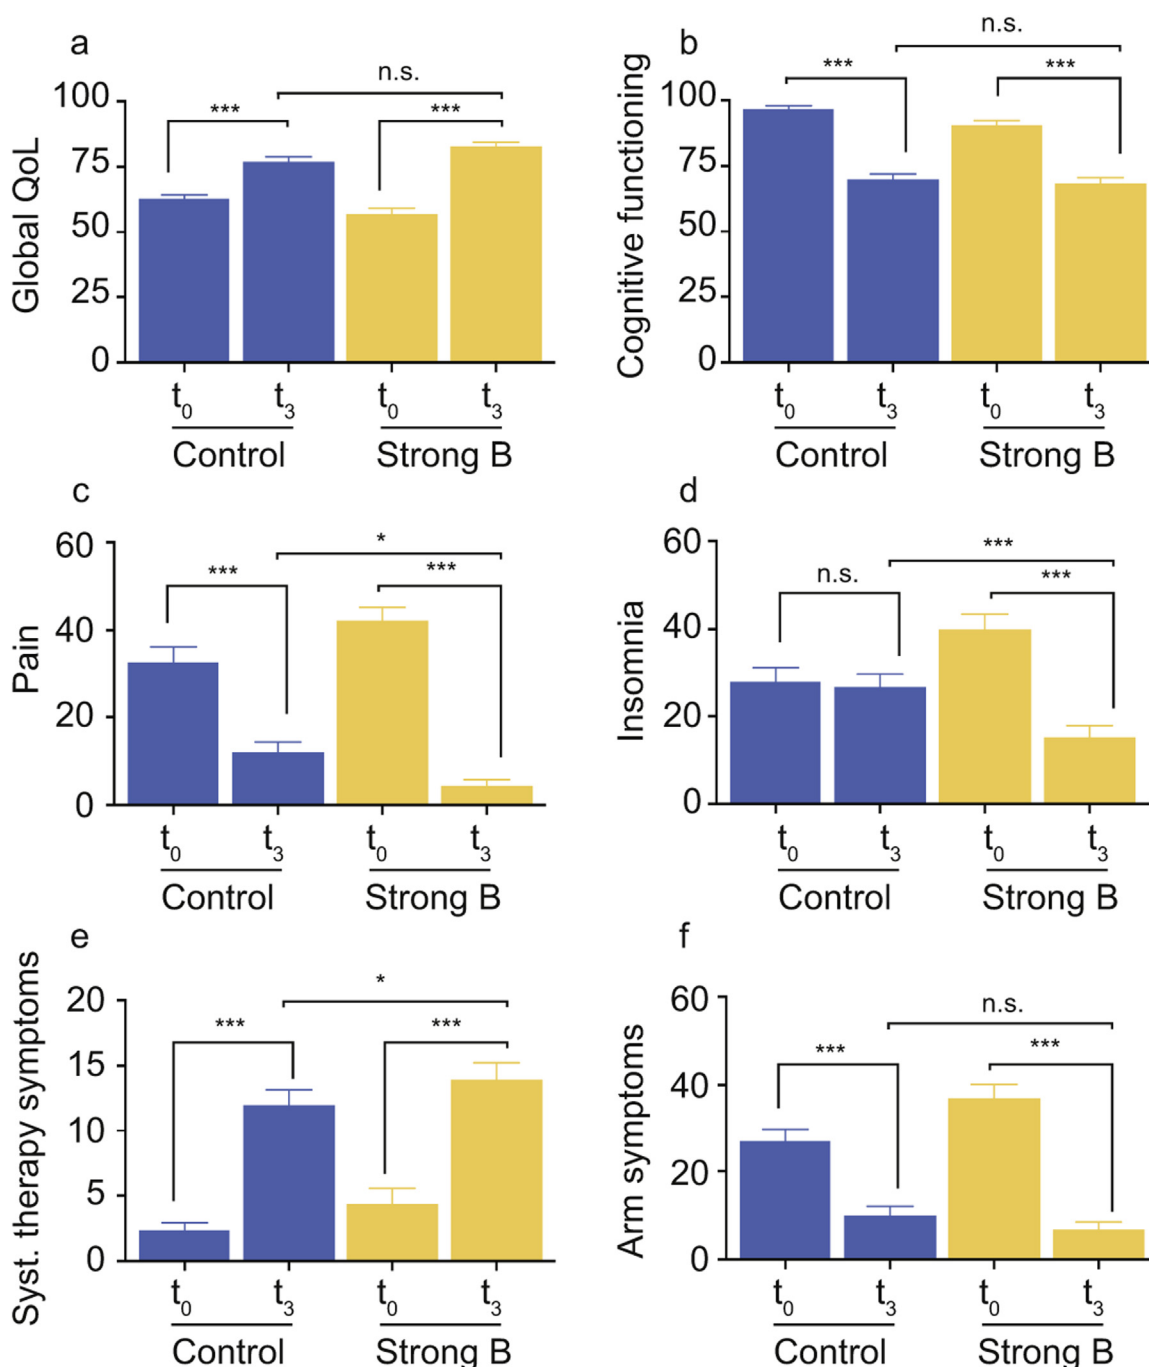 a
n.s.
*** ***
Global QoL
100
75
50
25
0
t0 t3 t0 t3
Control Strong B
b
n.s.
*** ***
Cognitive functioning
100
75
50
25
0
t0 t3 t0 t3
Control Strong B
c
*
*** ***
Pain
60
40
20
0
t0 t3 t0 t3
Control Strong B
d
***
n.s. ***
Insomnia
60
40
20
0
t0 t3 t0 t3
Control Strong B
e
*
*** ***
Syst. therapy symptoms
20
15
10
5
0
t0 t3 t0 t3
Control Strong B
f
n.s.
*** ***
Arm symptoms
60
40
20
0
t0 t3 t0 t3
Control Strong B